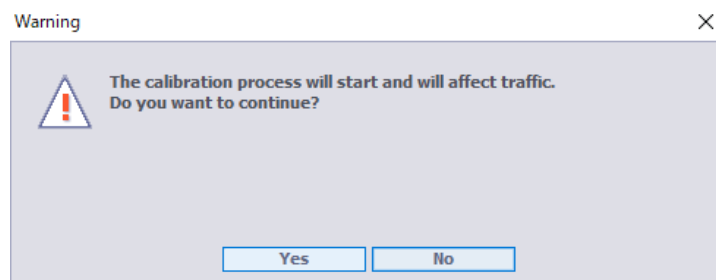 Warning
The calibration process will start and will affect traffic.
Do you want to continue?
Yes No